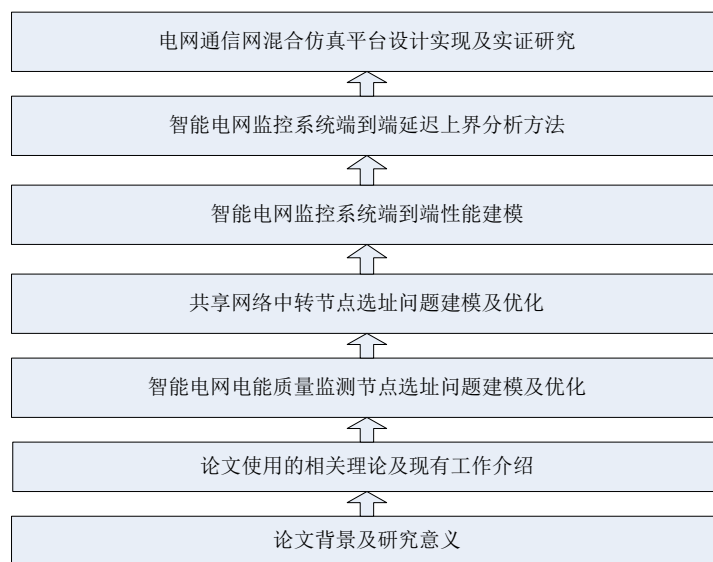 电网通信网混合仿真平台设计实现及实证研究
智能电网监控系统端到端延迟上界分析方法
智能电网监控系统端到端性能建模
共享网络中转节点选址问题建模及优化
智能电网电能质量监测节点选址问题建模及优化
论文使用的相关理论及现有工作介绍
论文背景及研究意义